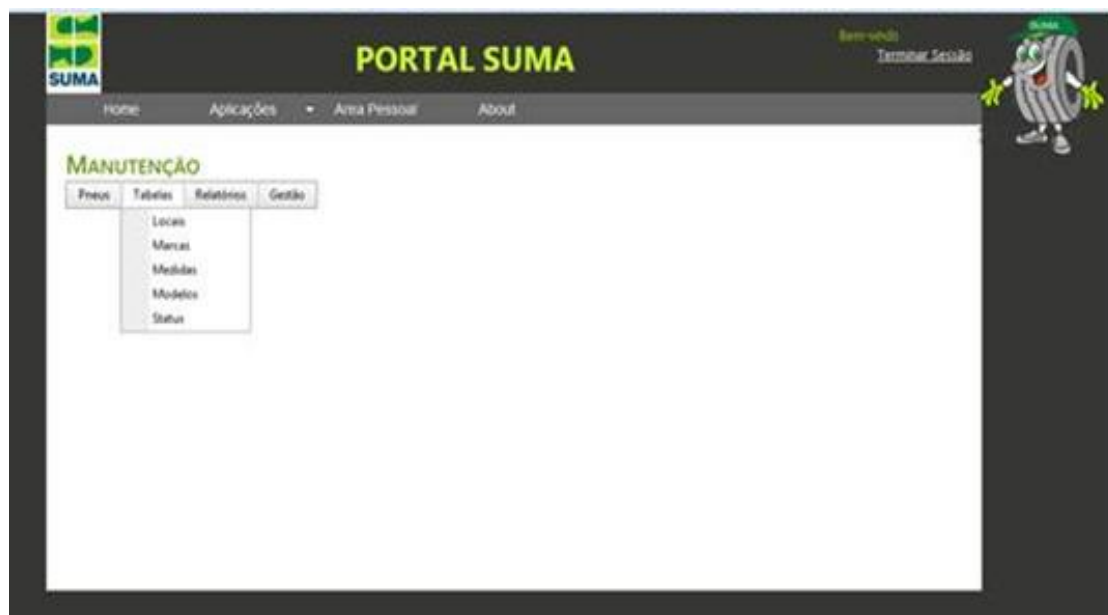 SUMA
PORTAL SUMA
Bem-vindo
Terminar Sessão
SUMA
Home Aplicações Area Pessoal About
MANUTENÇÃO
Pneus Tabelas Relatórios Gestão
Locais
Marcas
Medidas
Modelos
Status